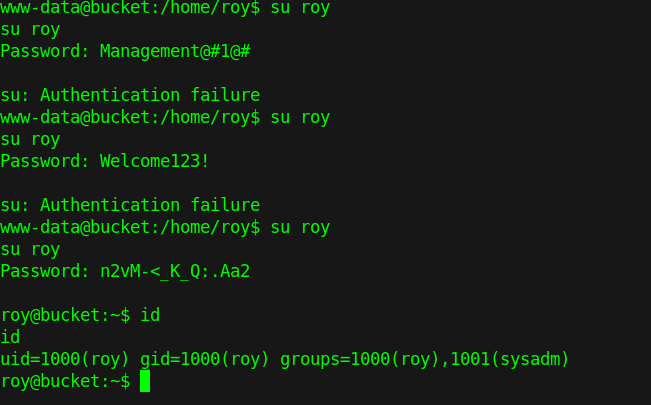 www-data@bucket:/home/roy$ su roy
su roy
Password: Management@#1@#
su: Authentication failure
www-data@bucket:/home/roy$ su roy
su roy
Password: Welcome123!
su: Authentication failure
www-data@bucket:/home/roy$ su roy
su roy
Password: n2vM-<_K_Q:.Aa2
roy@bucket:~$ id
id
uid=1000(roy) gid=1000(roy) groups=1000(roy),1001(sysadm)
roy@bucket:~$